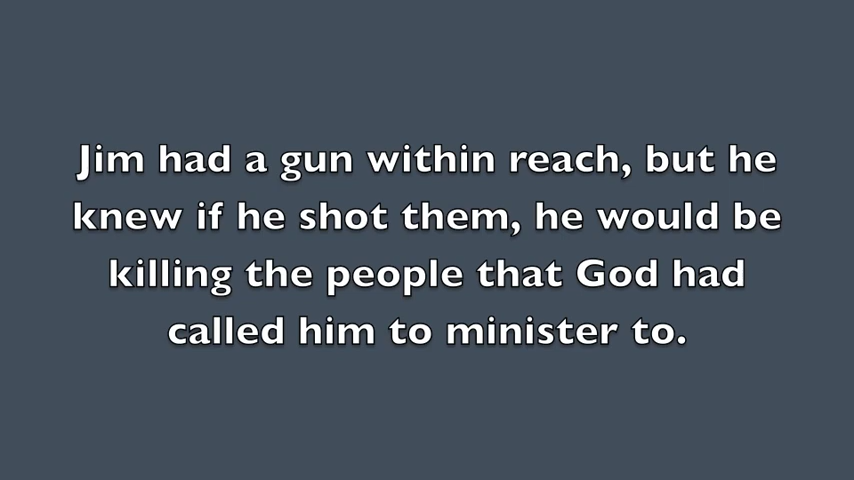 Jim had a gun within reach, but he
knew if he shot them, he would be
killing the people that God had
called him to minister to.